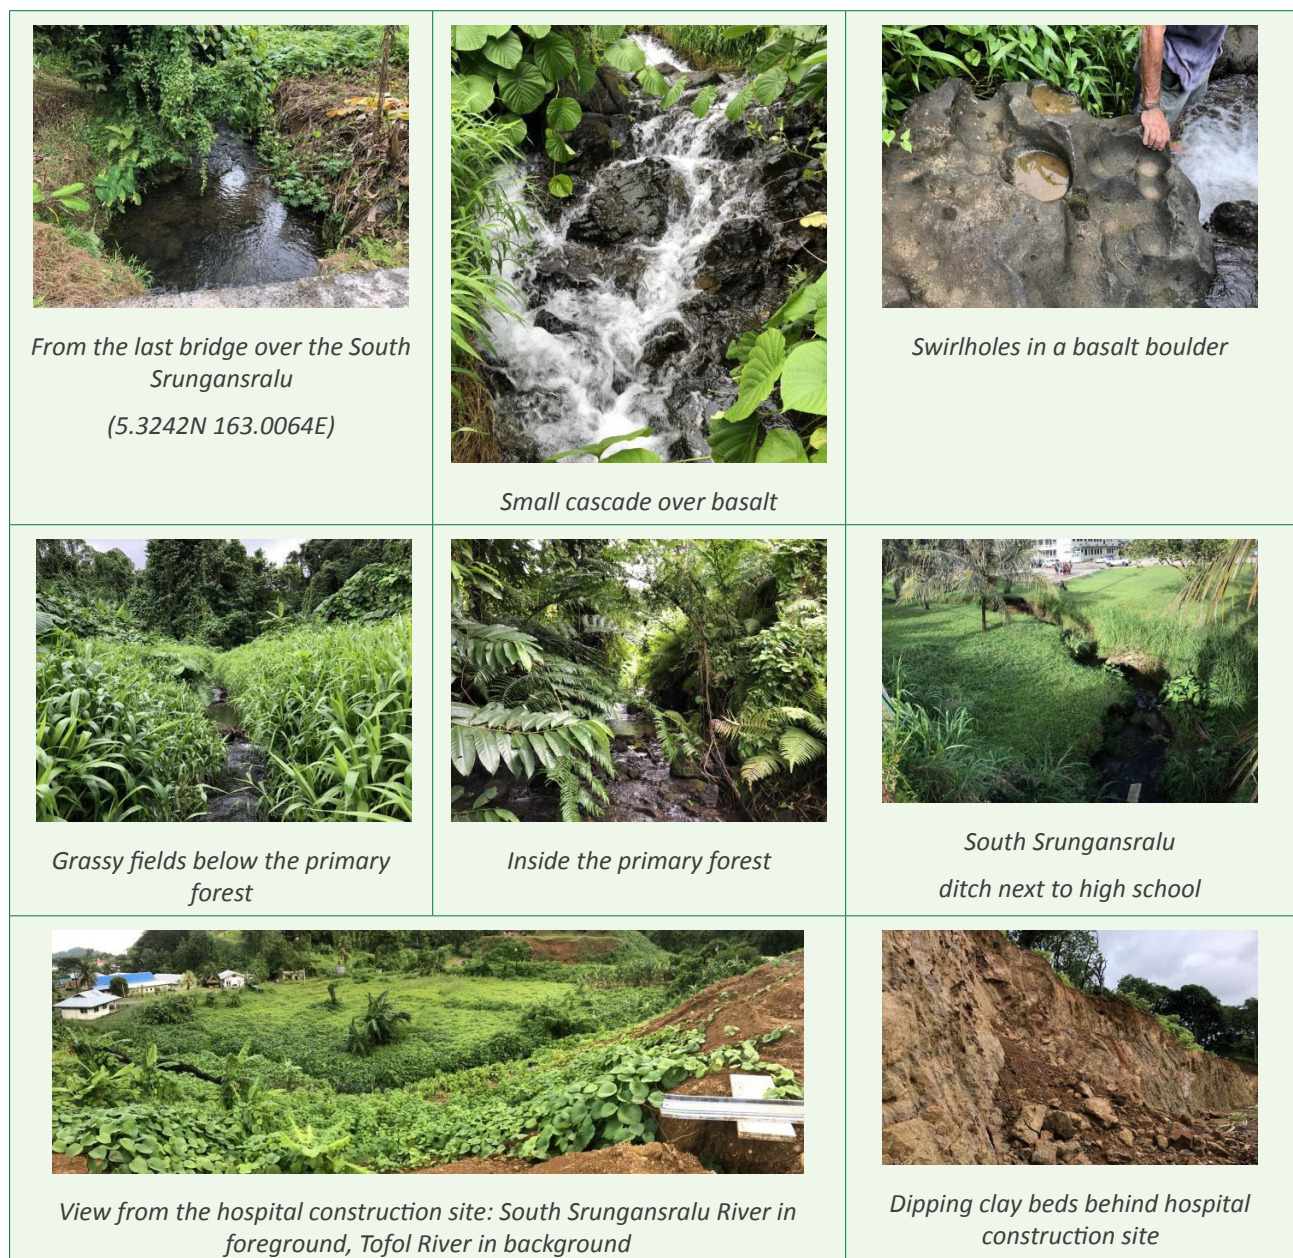 From the last bridge over the South
Srungansralu
(5.3242N 163.0064E)
Small cascade over basalt
Swirlholes in a basalt boulder
Grassy fields below the primary
forest
Inside the primary forest
South Srungansralu
ditch next to high school
View from the hospital construction site: South Srungansralu River in
foreground, Tofol River in background
Dipping clay beds behind hospital
construction site